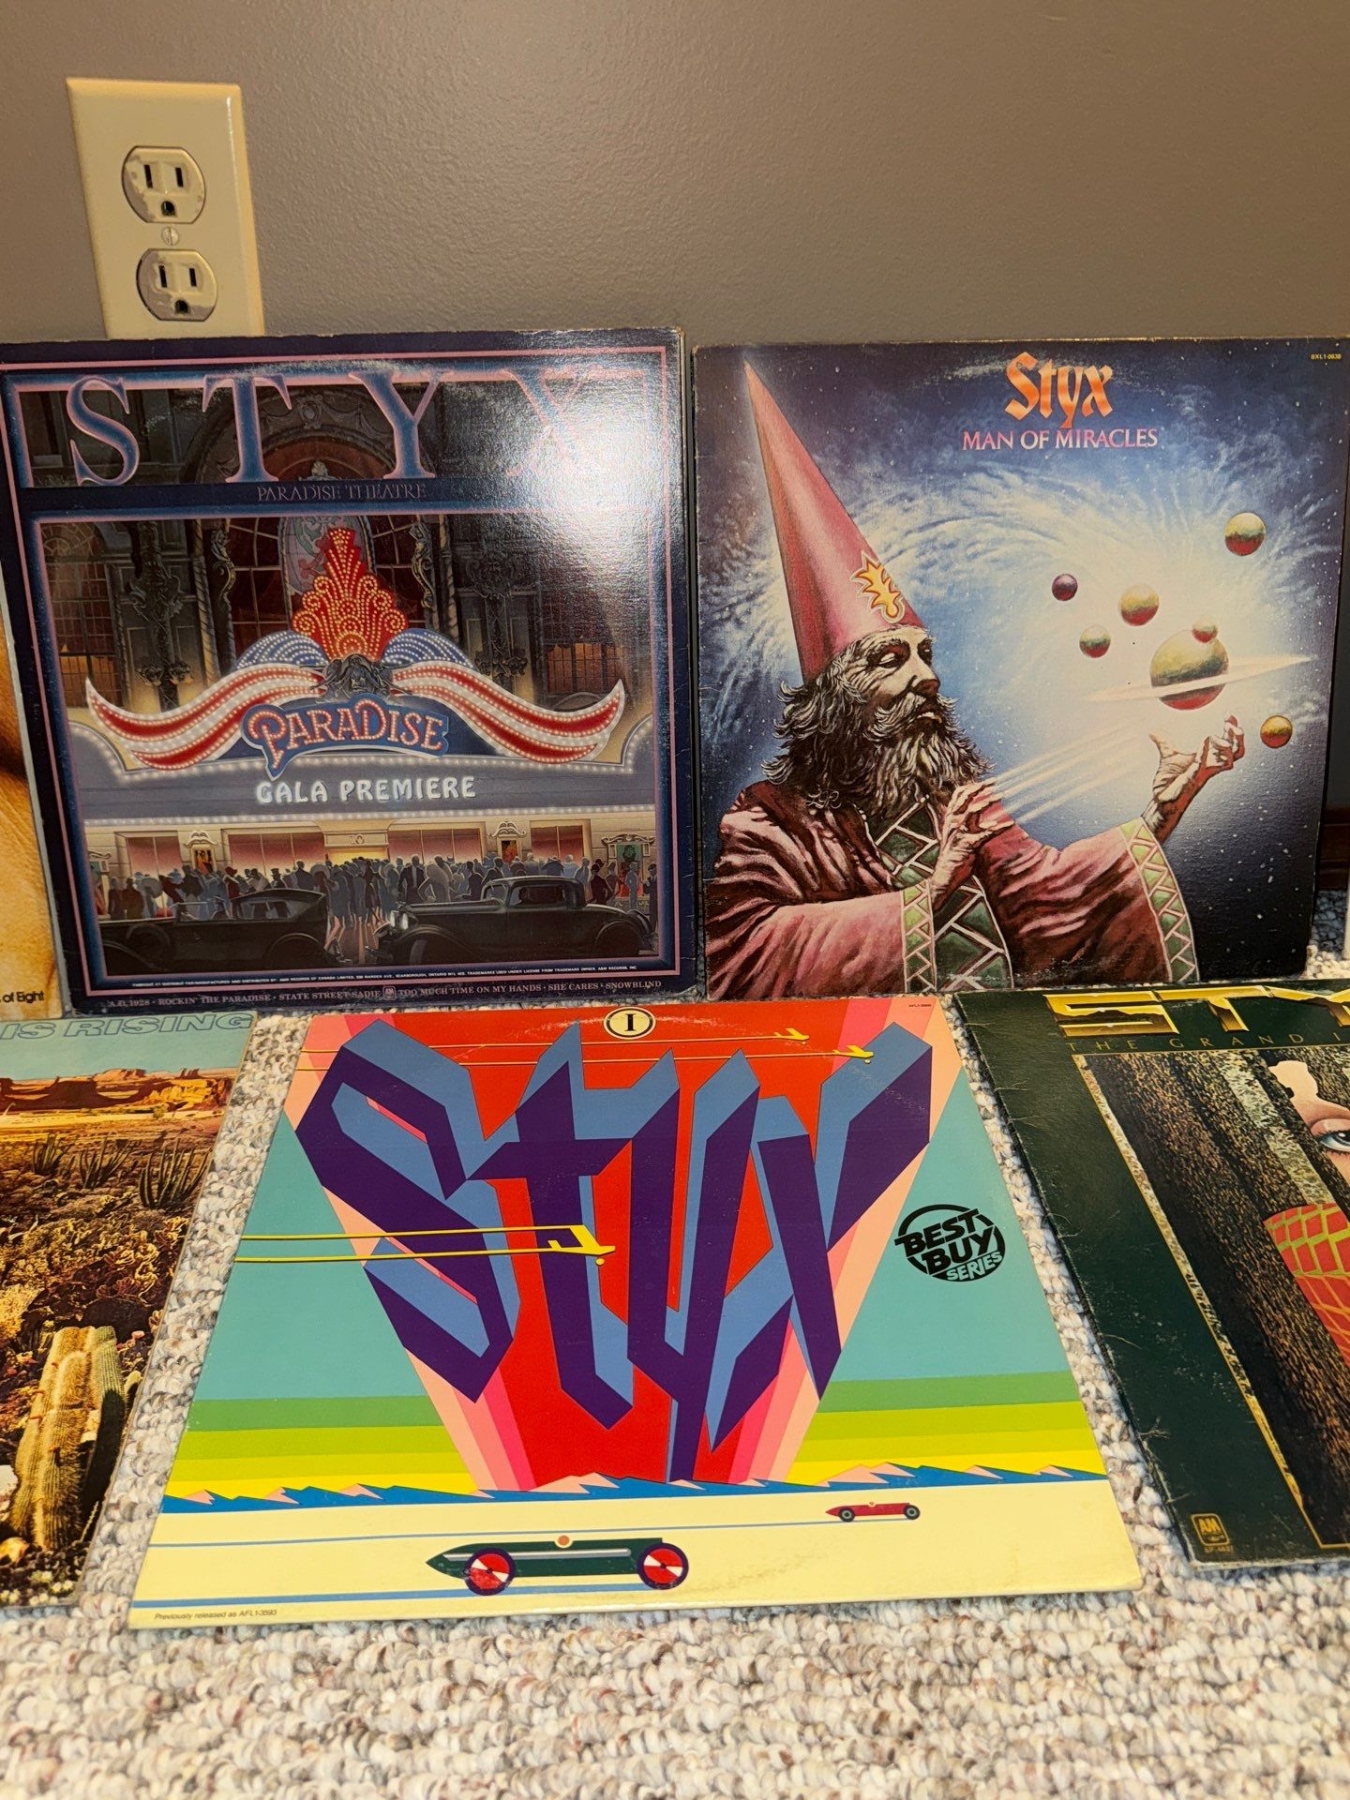 STYX
PARADISE THEATRE
PARADISE
GALA PREMIERE
A.D. 1928 • ROCKIN' THE PARADISE • STATE STREET SADIE
TOO MUCH TIME ON MY HANDS • SHE CARES • SNOWBLIND
Styx
MAN OF MIRACLES
of Eight
IS RISING
I
Styx
BEST
BUY
SERIES
Previously released as AFL1-3593
STY
THE GRAND I
A&M